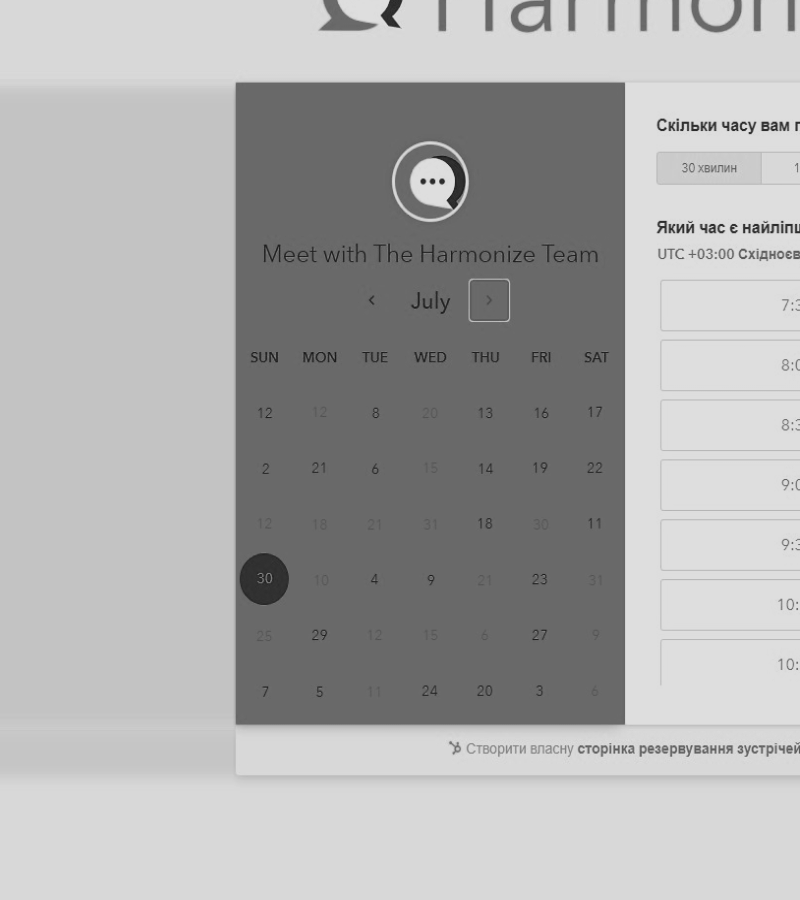 Meet with The Harmonize Team
July
SUN MON TUE WED THU FRI SAT
12 12 8 20 13 16 17
2 21 6 15 14 19 22
12 18 21 31 18 30 11
30 10 4 9 21 23 31
25 29 12 15 6 27 9
7 5 11 24 20 3 6
Скільки часу вам
30 хвилин 1
Який час є
UTC +03:00
7:3
8:0
8:3
9:0
9:3
10:
10:
Створити власну сторінка резервування зустрічей